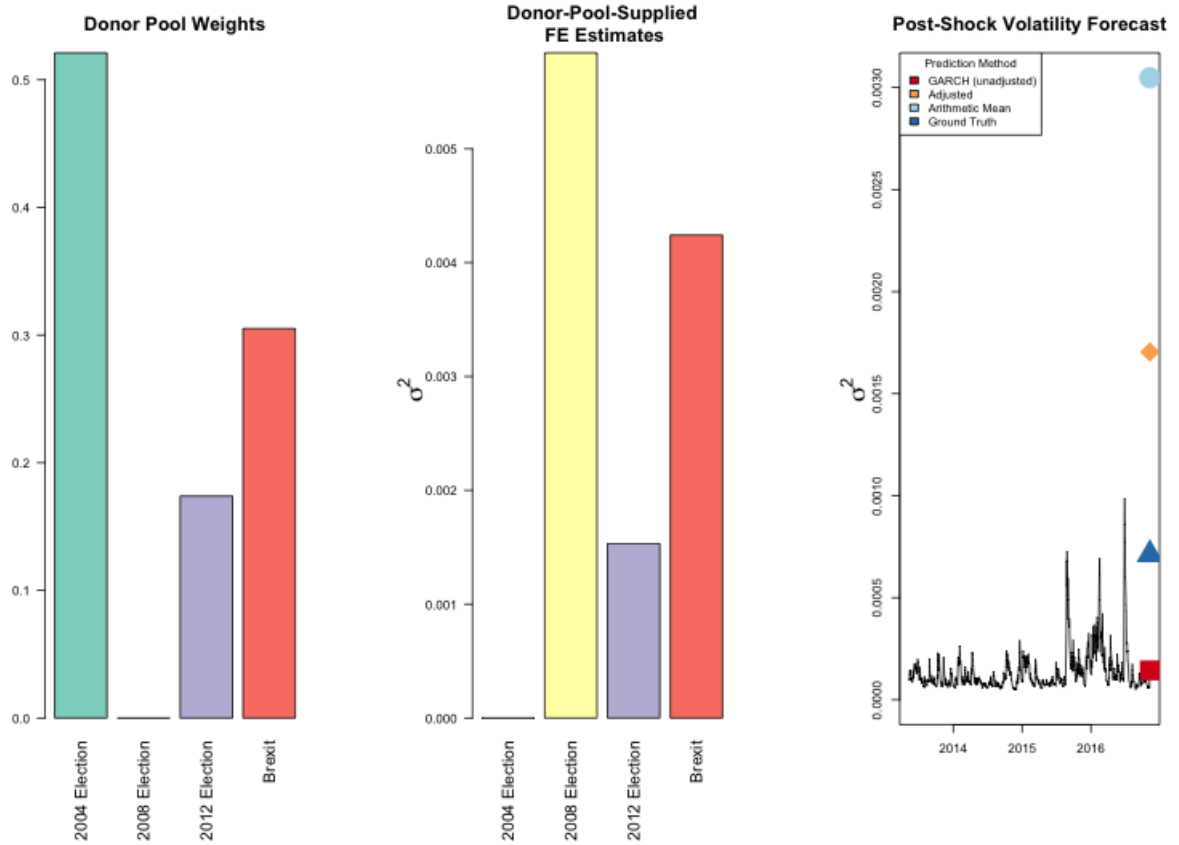 Donor Pool Weights
0.5
0.4
0.3
0.2
0.1
0.0
2004 Election
2008 Election
2012 Election
Brexit
Donor-Pool-Supplied
FE Estimates
σ2
0.005
0.004
0.003
0.002
0.001
0.000
2004 Election
2008 Election
2012 Election
Brexit
Post-Shock Volatility Forecast
σ2
0.0030
0.0025
0.0020
0.0015
0.0010
0.0005
0.0000
Prediction Method
GARCH (unadjusted)
Adjusted
Arithmetic Mean
Ground Truth
2014
2015
2016